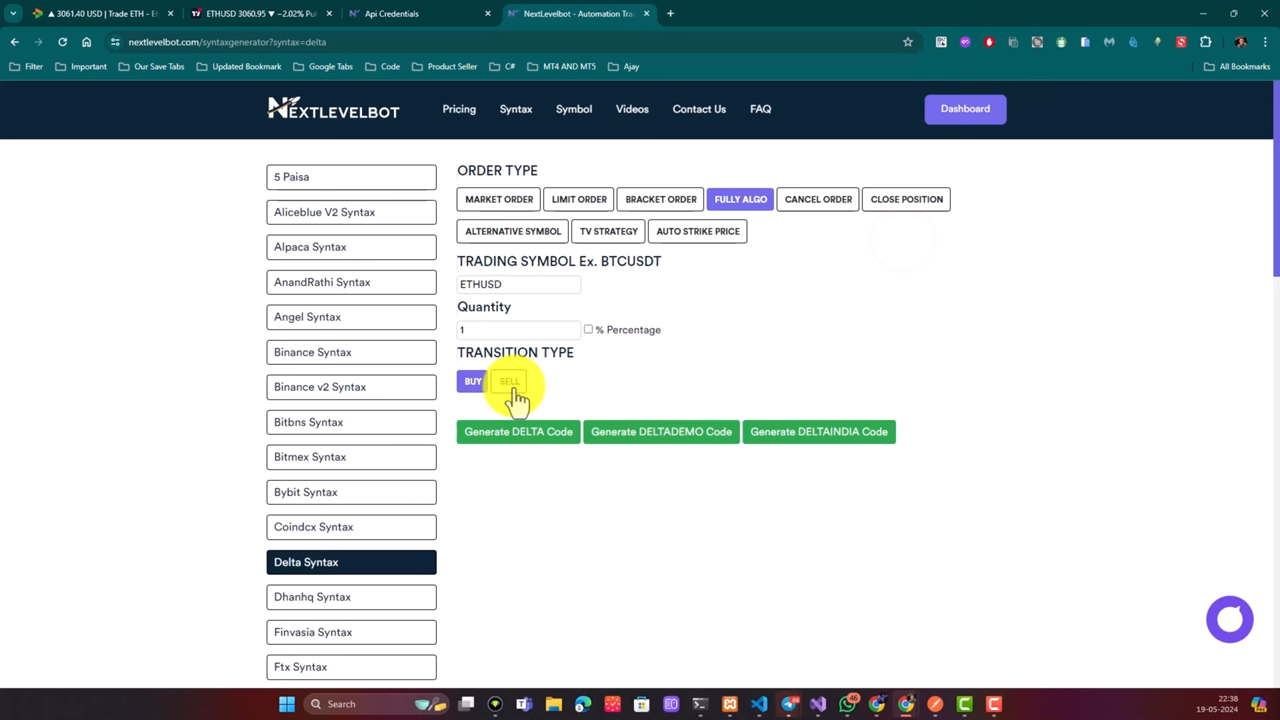 ▲ 3061.40 USD | Trade ETH - Et
ETHUSD 3060.95 ▼ −2.02% Pu
Api Credentials
NextLevelbot - Automation Tra
nextlevelbot.com/syntaxgenerator?syntax=delta
Filter
Important
Our Save Tabs
Updated Bookmark
Google Tabs
Code
Product Seller
C#
MT4 AND MT5
Ajay
All Bookmarks
NEXTLEVELBOT
Pricing
Syntax
Symbol
Videos
Contact Us
FAQ
Dashboard
5 Paisa
Aliceblue V2 Syntax
Alpaca Syntax
AnandRathi Syntax
Angel Syntax
Binance Syntax
Binance v2 Syntax
Bitbns Syntax
Bitmex Syntax
Bybit Syntax
Coindcx Syntax
Delta Syntax
Dhanhq Syntax
Finvasia Syntax
Ftx Syntax
ORDER TYPE
MARKET ORDER
LIMIT ORDER
BRACKET ORDER
FULLY ALGO
CANCEL ORDER
CLOSE POSITION
ALTERNATIVE SYMBOL
TV STRATEGY
AUTO STRIKE PRICE
TRADING SYMBOL Ex. BTCUSDT
ETHUSD
Quantity
1
% Percentage
TRANSITION TYPE
BUY
SELL
Generate DELTA Code
Generate DELTADEMO Code
Generate DELTAINDIA Code
Search
46
22:38
19-05-2024